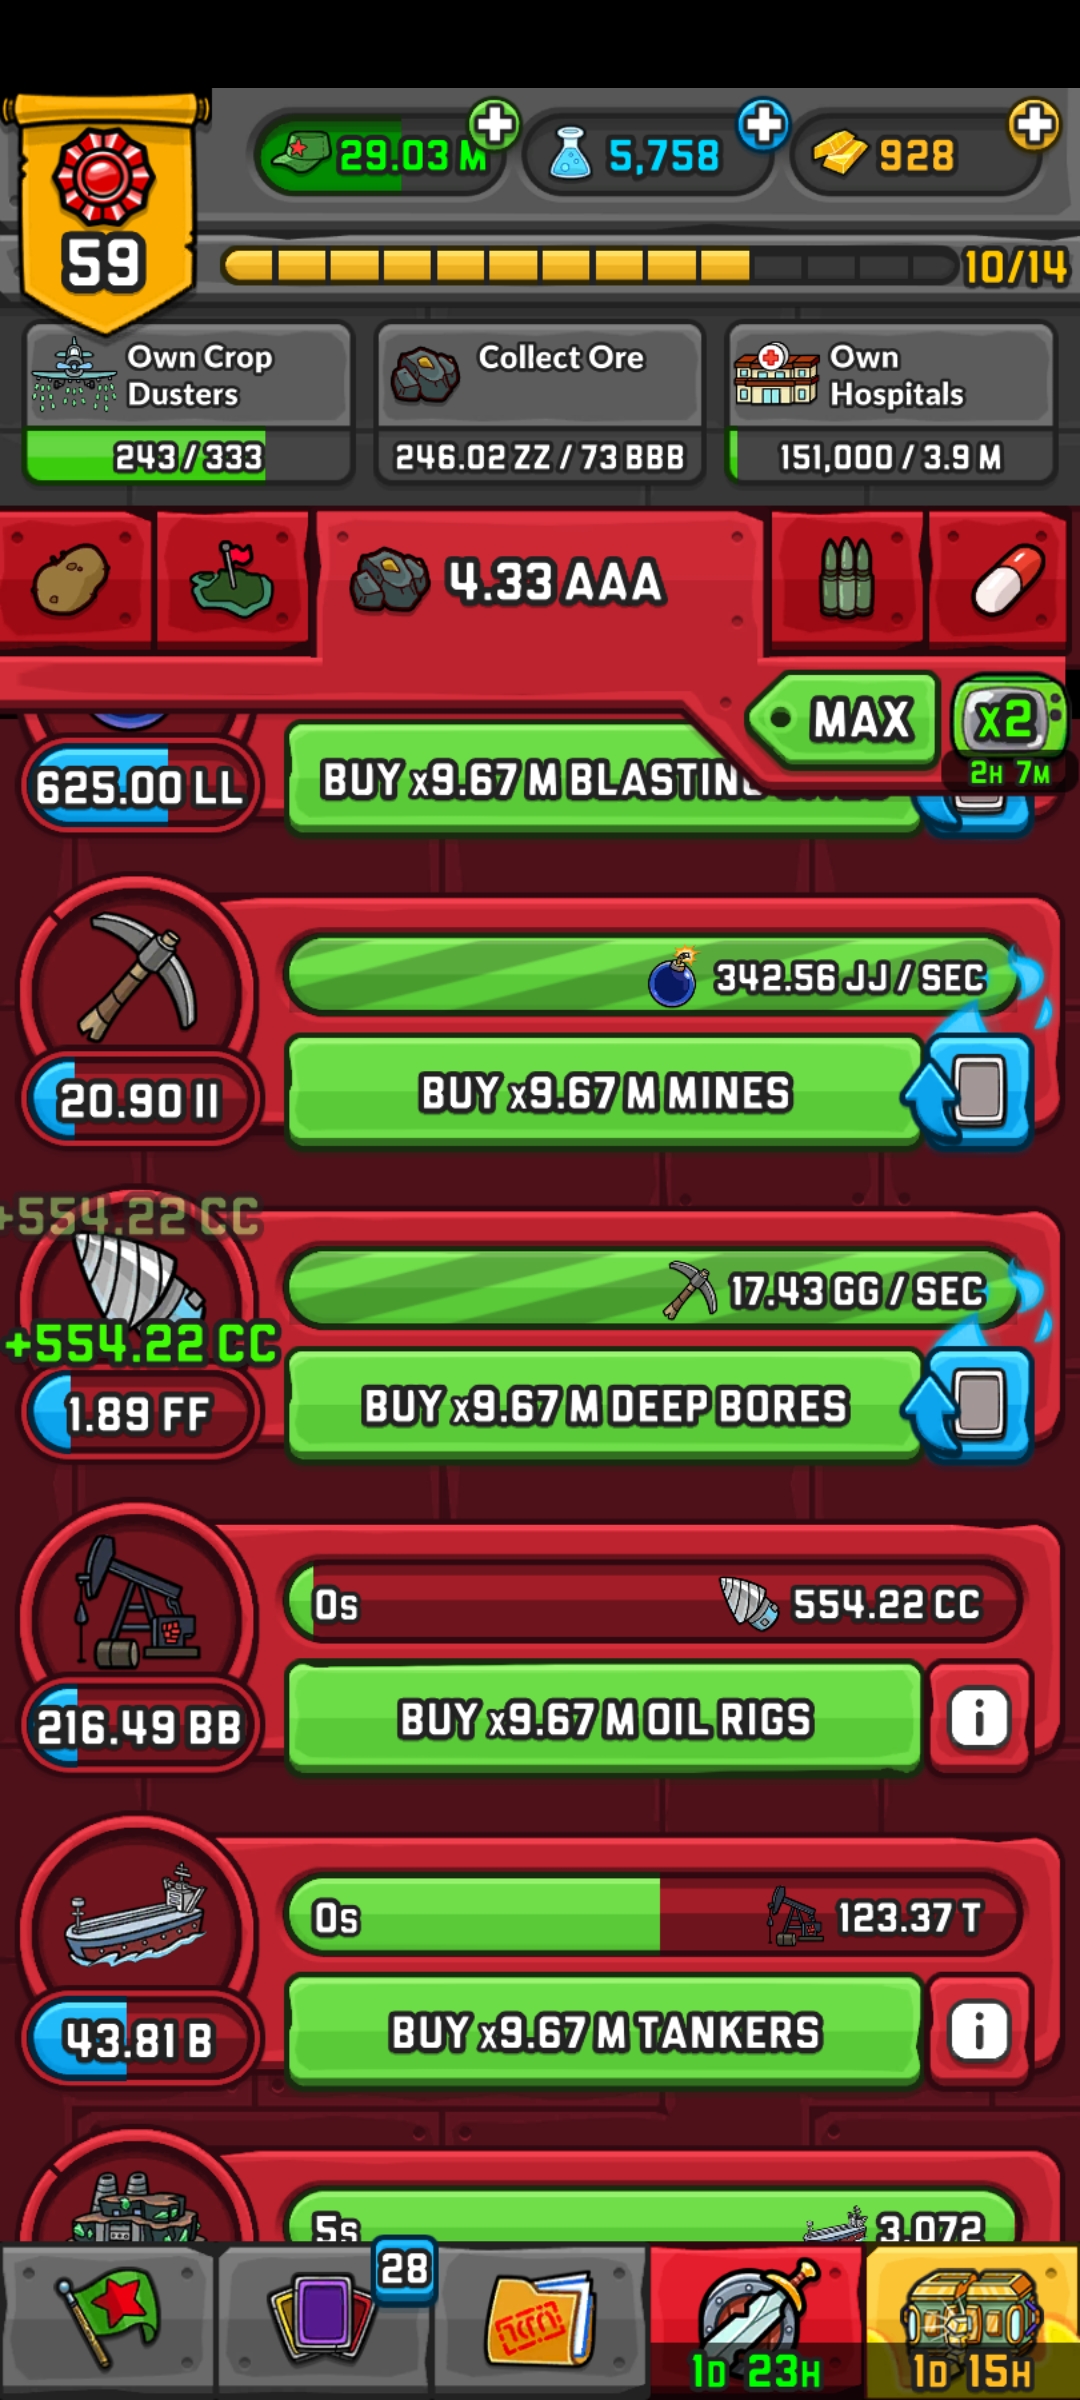 29.03 M
5,758
928
59
10/14
Own Crop
Dusters
243 / 333
Collect Ore
246.02 ZZ / 73 BBB
Own
Hospitals
151,000 / 3.9 M
4.33 AAA
MAX
x2
2H 7M
625.00 LL
BUY x9.67 M BLASTING
342.56 JJ / SEC
20.90 II
BUY x9.67 M MINES
+554.22 CC
17.43 GG / SEC
+554.22 CC
1.89 FF
BUY x9.67 M DEEP BORES
0s
554.22 CC
216.49 BB
BUY x9.67 M OIL RIGS
i
0s
123.37 T
43.81 B
BUY x9.67 M TANKERS
i
5s
3,072
28
1D 23H
1D 15H